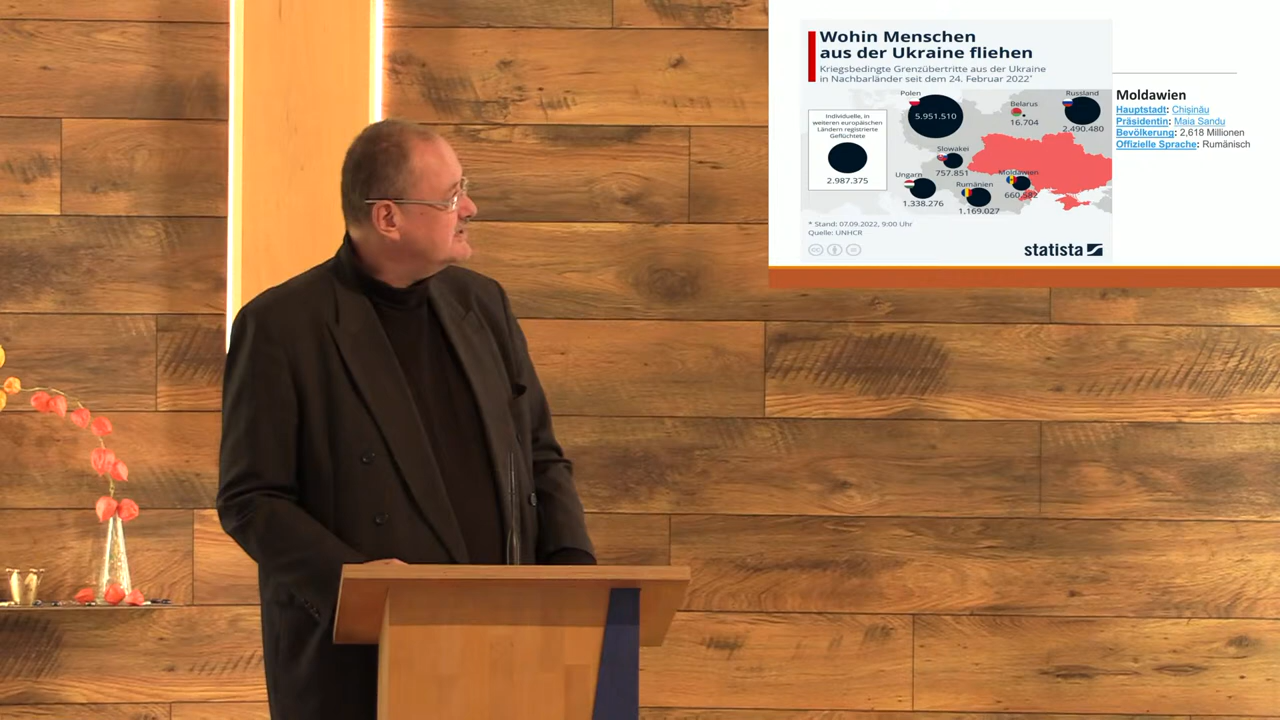 Wohin Menschen
aus der Ukraine fliehen
Kriegsbedingte Grenzübertritte aus der Ukraine
in Nachbarländer seit dem 24. Februar 2022*
Individuelle, in
weiteren europäischen
Ländern registrierte
Geflüchtete
2.987.375
Polen
5.951.510
Belarus
16.704
Russland
2.490.480
Slowakei
757.851
Ungarn
1.338.276
Rumänien
1.169.027
Moldawien
660.582
* Stand: 07.09.2022, 9:00 Uhr
Quelle: UNHCR
statista
Moldawien
Hauptstadt: Chișinău
Präsidentin: Maia Sandu
Bevölkerung: 2,618 Millionen
Offizielle Sprache: Rumänisch